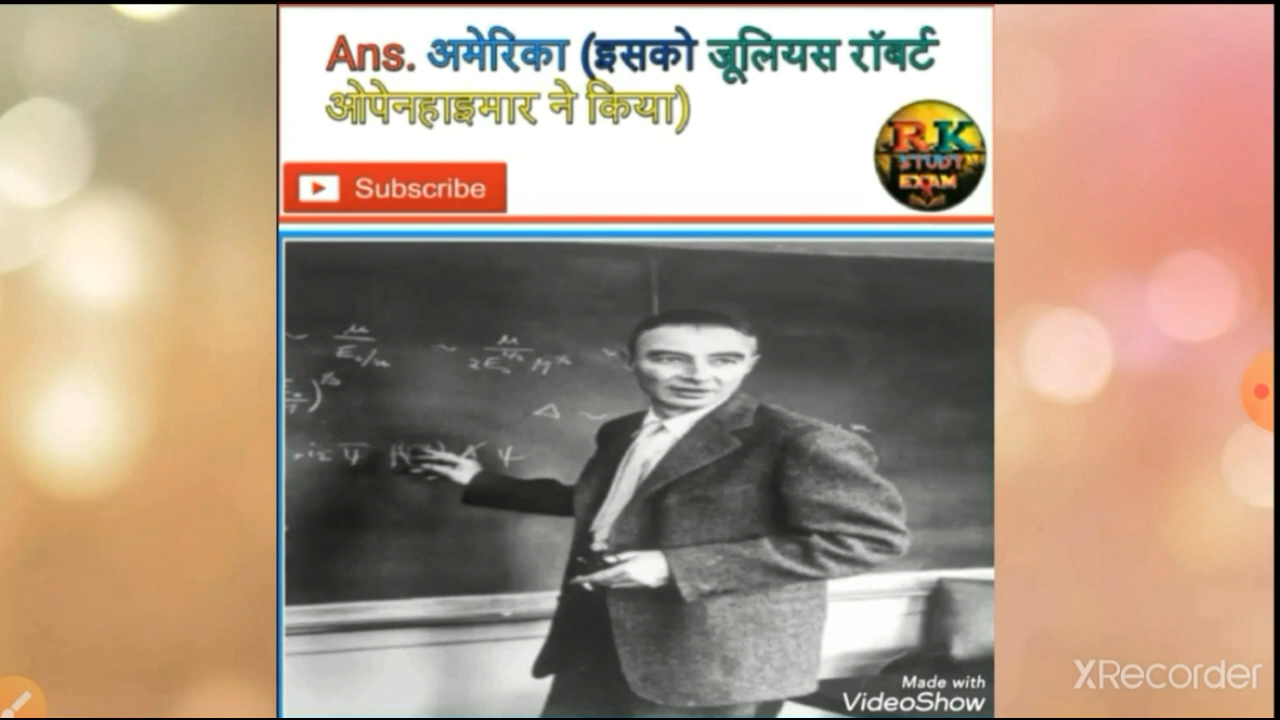 Ans. अमेरिका (इसको जूलियस रॉबर्ट
ओपेनहाइमार ने किया)
RK
STUDY
EXAM
Subscribe
Made with
VideoShow
XRecorder